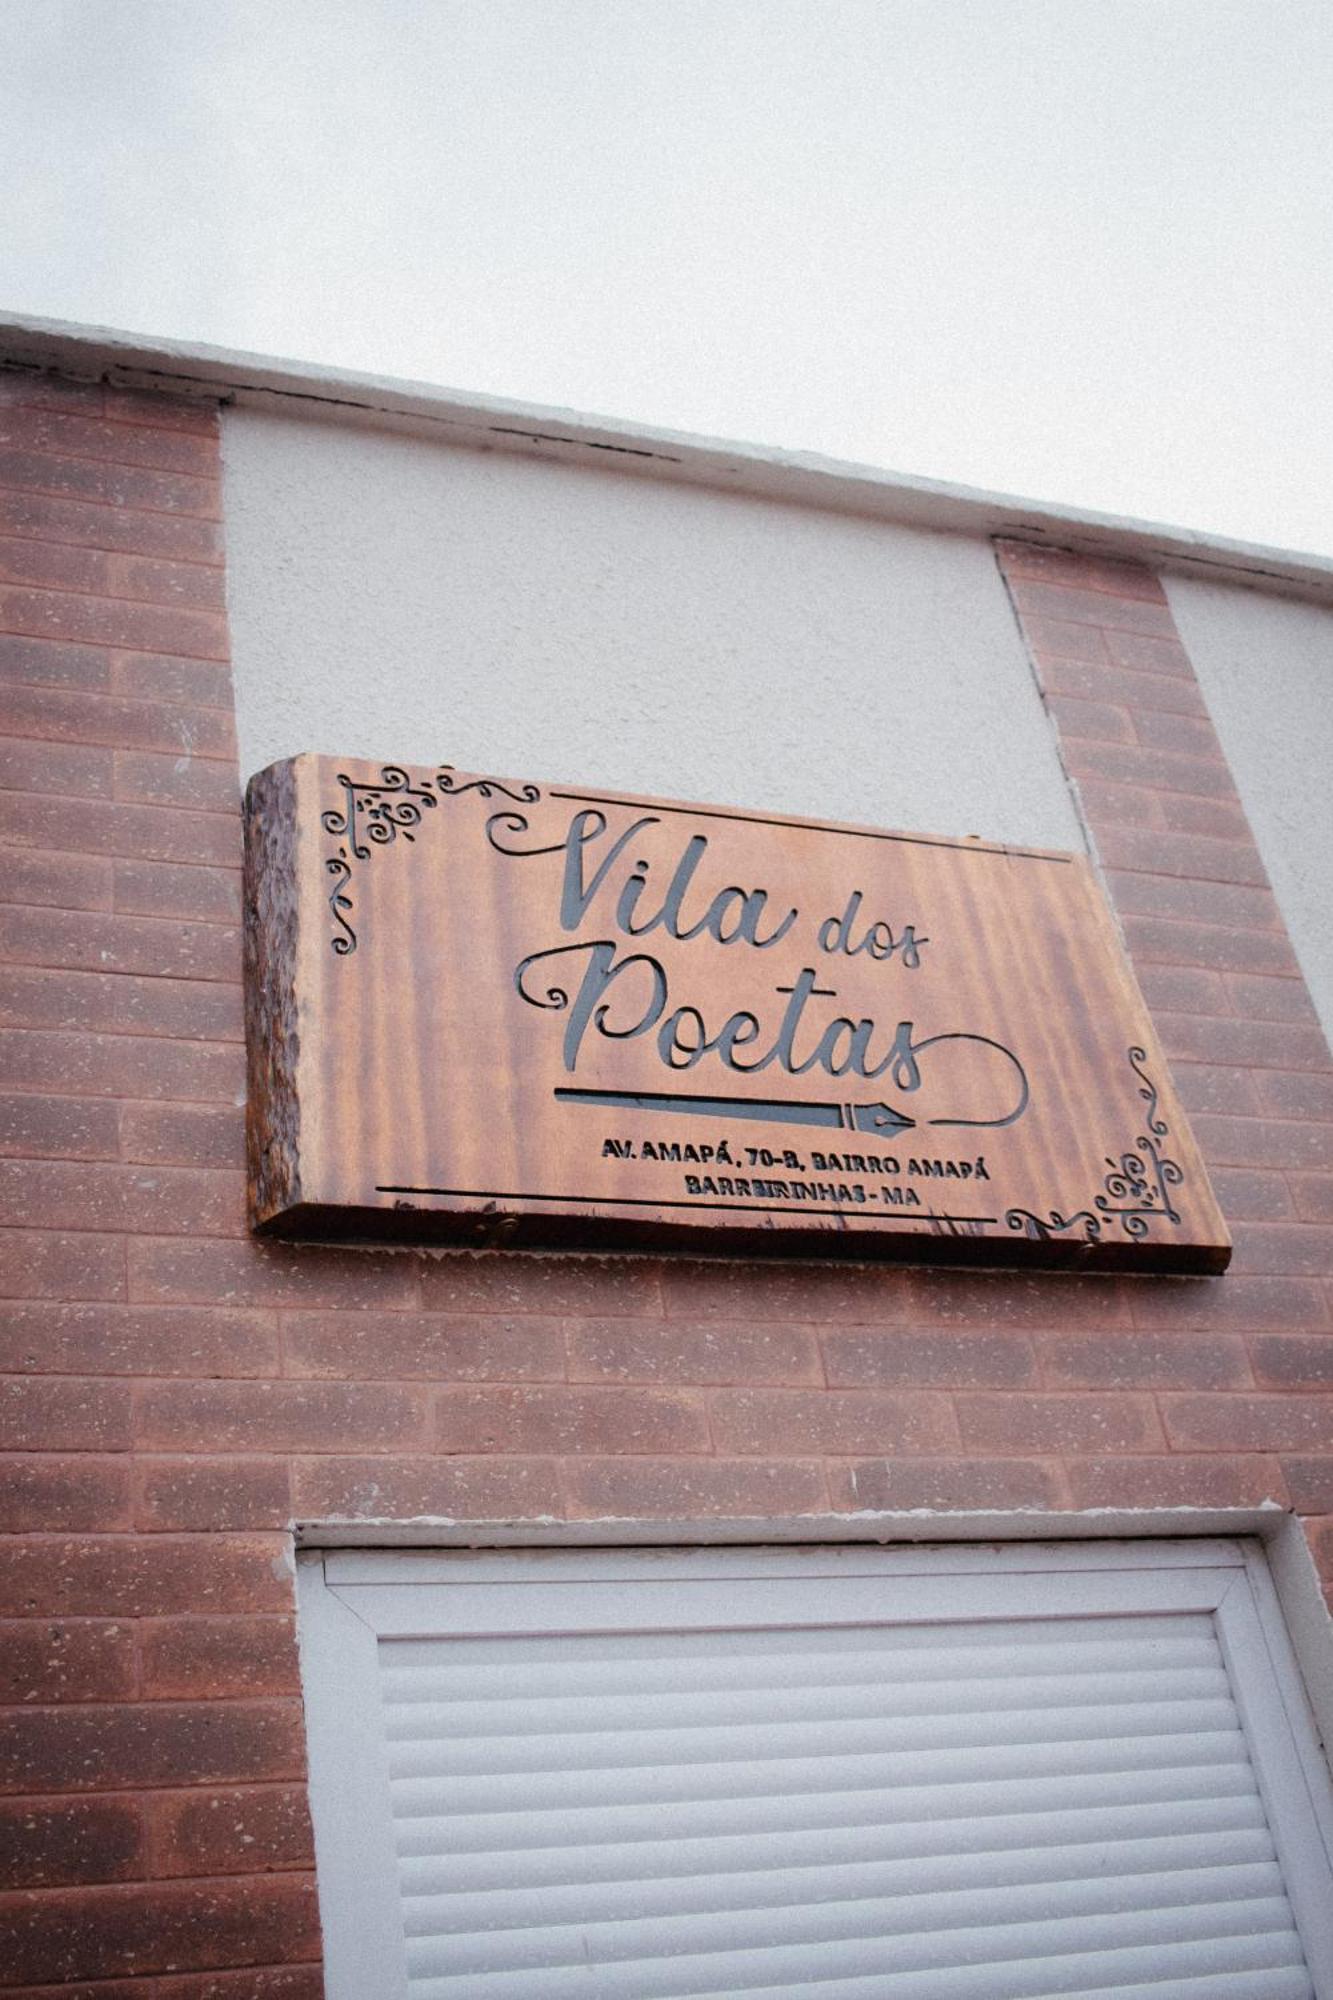 Vila dos
Poetas
AV. AMAPÁ, 70-B, BAIRRO AMAPÁ
BARREIRINHAS-MA